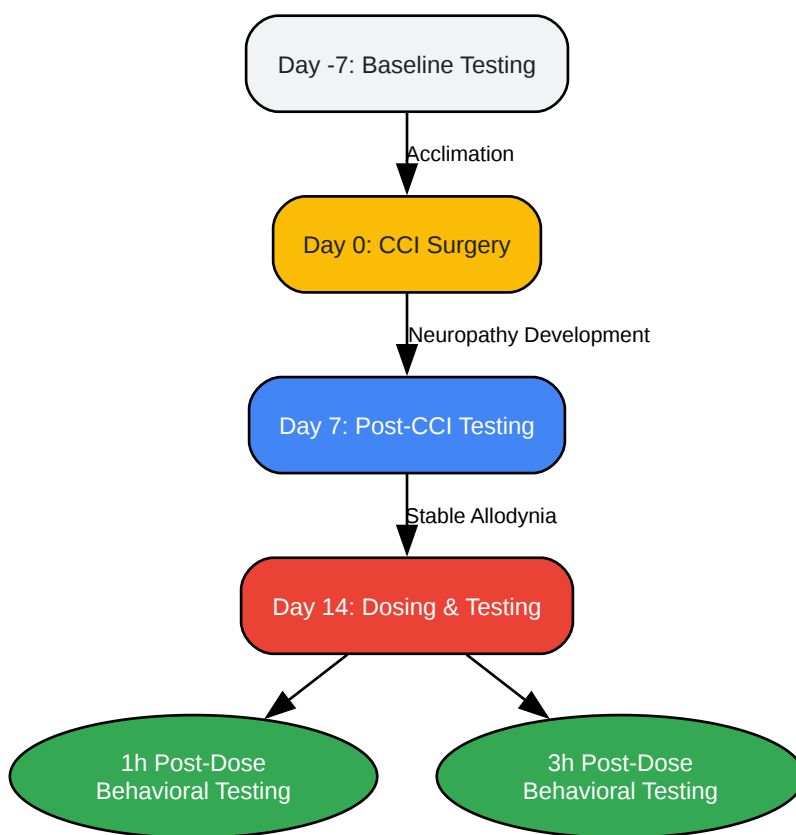 Day -7: Baseline Testing
Acclimation
Day 0: CCI Surgery
Neuropathy Development
Day 7: Post-CCI Testing
Stable Allodynia
Day 14: Dosing & Testing
1h Post-Dose
Behavioral Testing
3h Post-Dose
Behavioral Testing